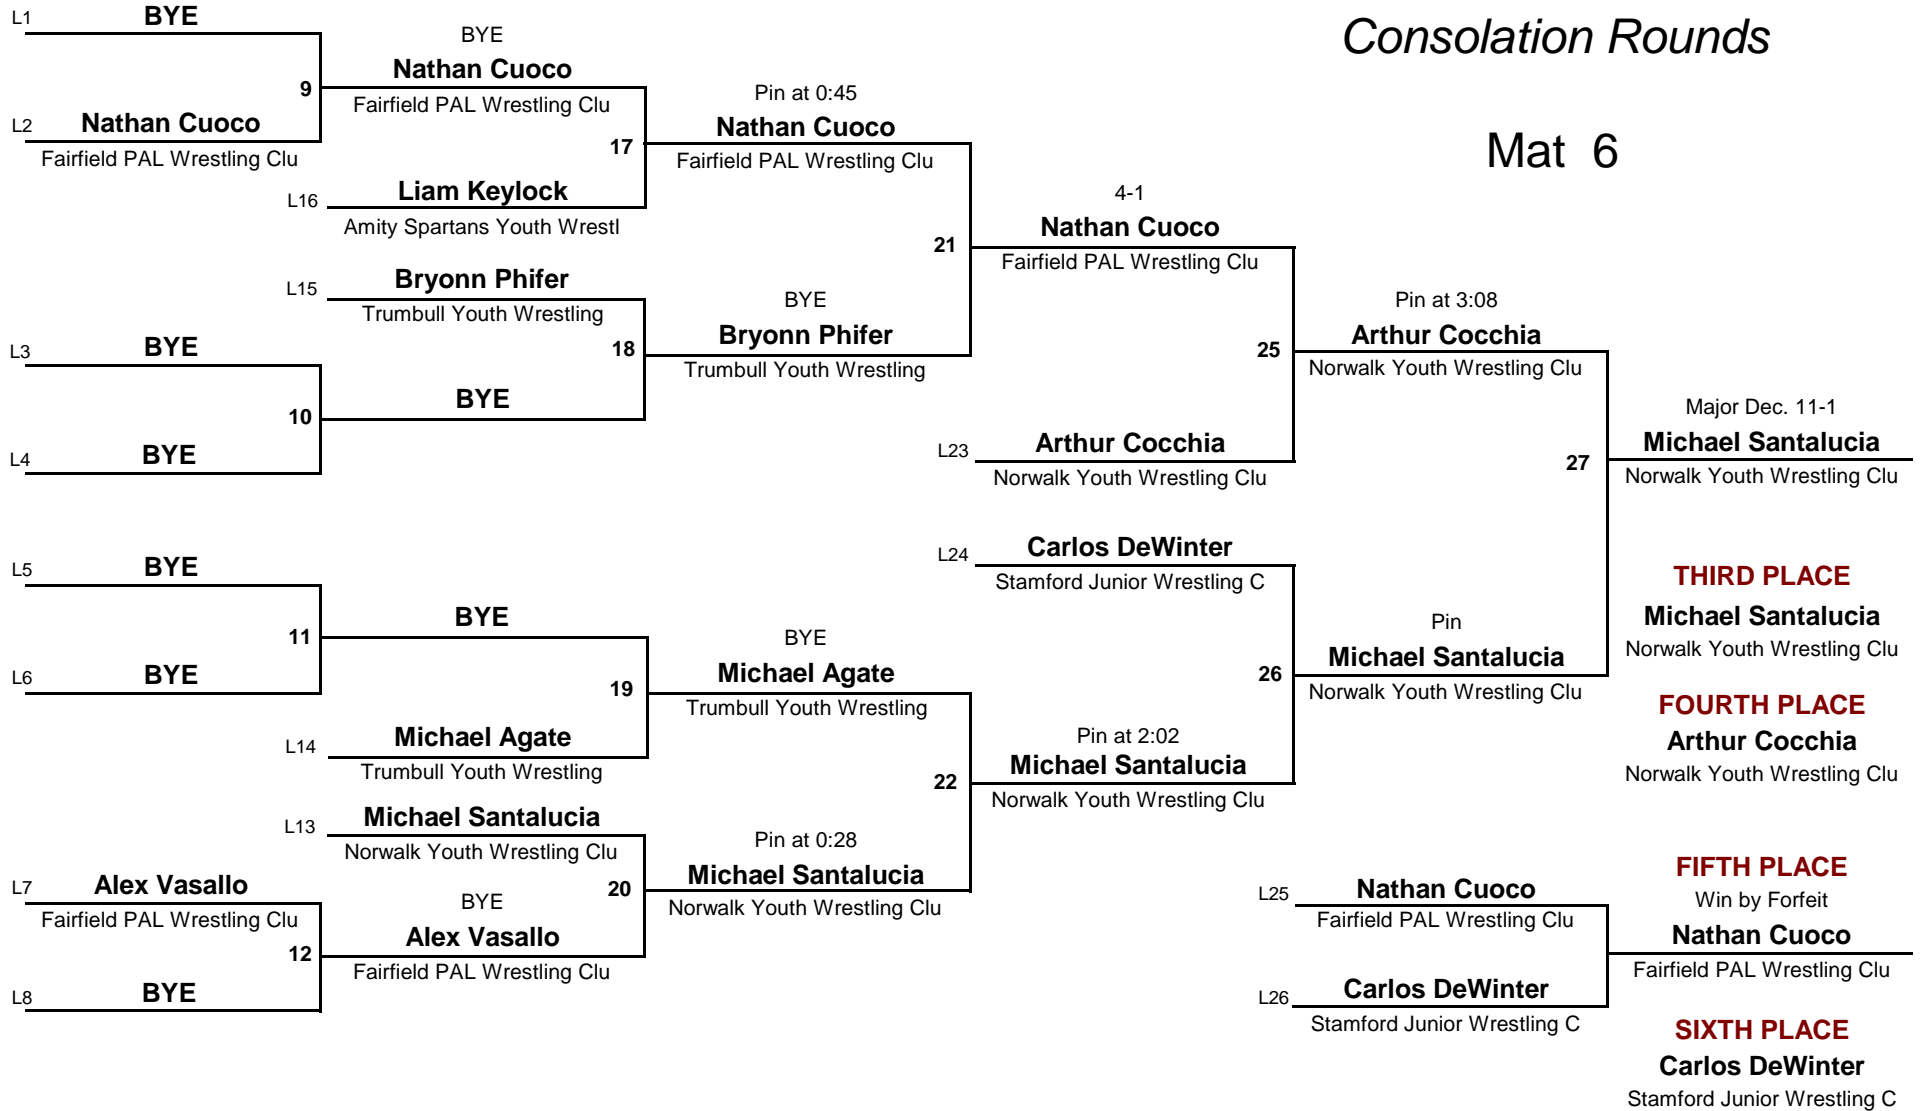 Consolation Rounds
Mat 6
L1 BYE
9
L2 Nathan Cuoco
Fairfield PAL Wrestling Clu
BYE
Nathan Cuoco
Fairfield PAL Wrestling Clu
17
L16 Liam Keylock
Amity Spartans Youth Wrestl
L15 Bryonn Phifer
Trumbull Youth Wrestling
18
L3 BYE
10
L4 BYE
BYE
Pin at 0:45
Nathan Cuoco
Fairfield PAL Wrestling Clu
21
BYE
Bryonn Phifer
Trumbull Youth Wrestling
4-1
Nathan Cuoco
Fairfield PAL Wrestling Clu
25
L23 Arthur Cocchia
Norwalk Youth Wrestling Clu
Pin at 3:08
Arthur Cocchia
Norwalk Youth Wrestling Clu
27
Major Dec. 11-1
Michael Santalucia
Norwalk Youth Wrestling Clu
L5 BYE
11
L6 BYE
BYE
19
L14 Michael Agate
Trumbull Youth Wrestling
L13 Michael Santalucia
Norwalk Youth Wrestling Clu
20
L7 Alex Vasallo
Fairfield PAL Wrestling Clu
12
L8 BYE
BYE
Alex Vasallo
Fairfield PAL Wrestling Clu
BYE
Michael Agate
Trumbull Youth Wrestling
22
Pin at 0:28
Michael Santalucia
Norwalk Youth Wrestling Clu
L24 Carlos DeWinter
Stamford Junior Wrestling C
26
Pin at 2:02
Michael Santalucia
Norwalk Youth Wrestling Clu
Pin
Michael Santalucia
Norwalk Youth Wrestling Clu
THIRD PLACE
Michael Santalucia
Norwalk Youth Wrestling Clu
FOURTH PLACE
Arthur Cocchia
Norwalk Youth Wrestling Clu
L25 Nathan Cuoco
Fairfield PAL Wrestling Clu
L26 Carlos DeWinter
Stamford Junior Wrestling C
FIFTH PLACE
Win by Forfeit
Nathan Cuoco
Fairfield PAL Wrestling Clu
SIXTH PLACE
Carlos DeWinter
Stamford Junior Wrestling C